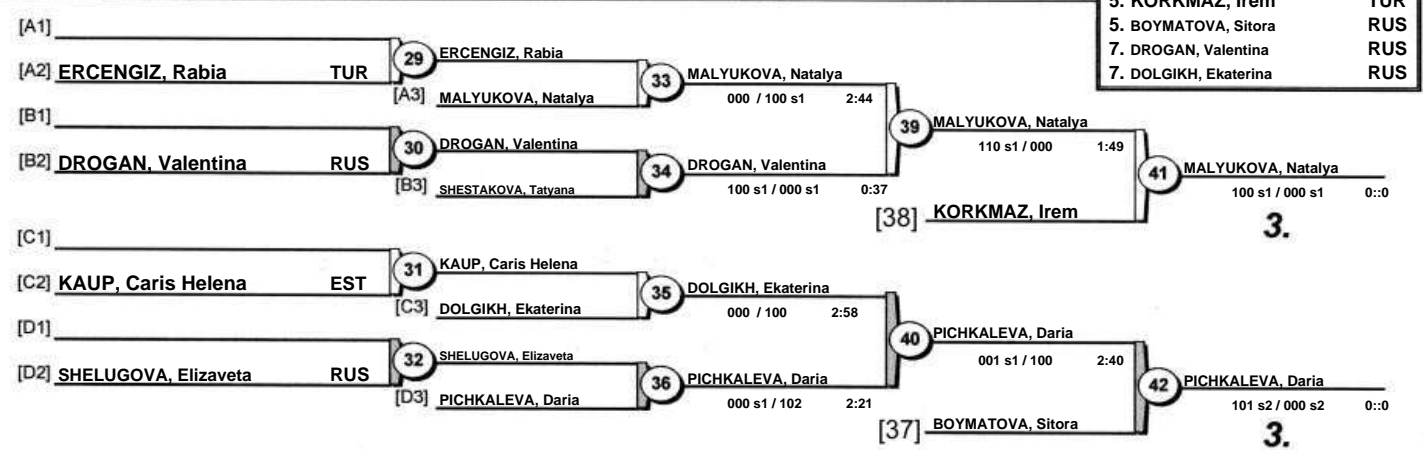 5. KORKMAZ, Irem TUR
5. BOYMATOVA, Sitora RUS
7. DROGAN, Valentina RUS
7. DOLGIKH, Ekaterina RUS
[A1]
[A2] ERCENGIZ, Rabia TUR
29
ERCENGIZ, Rabia
[A3] MALYUKOVA, Natalya
33
MALYUKOVA, Natalya
000 / 100 s1 2:44
[B1]
[B2] DROGAN, Valentina RUS
30
DROGAN, Valentina
[B3] SHESTAKOVA, Tatyana
34
DROGAN, Valentina
100 s1 / 000 s1 0:37
39
MALYUKOVA, Natalya
110 s1 / 000 1:49
[38] KORKMAZ, Irem
41
MALYUKOVA, Natalya
100 s1 / 000 s1 0::0
3.
[C1]
[C2] KAUP, Caris Helena EST
31
KAUP, Caris Helena
[C3] DOLGIKH, Ekaterina
35
DOLGIKH, Ekaterina
000 / 100 2:58
[D1]
[D2] SHELUGOVA, Elizaveta RUS
32
SHELUGOVA, Elizaveta
[D3] PICHKALEVA, Daria
36
PICHKALEVA, Daria
000 s1 / 102 2:21
40
PICHKALEVA, Daria
001 s1 / 100 2:40
[37] BOYMATOVA, Sitora
42
PICHKALEVA, Daria
101 s2 / 000 s2 0::0
3.